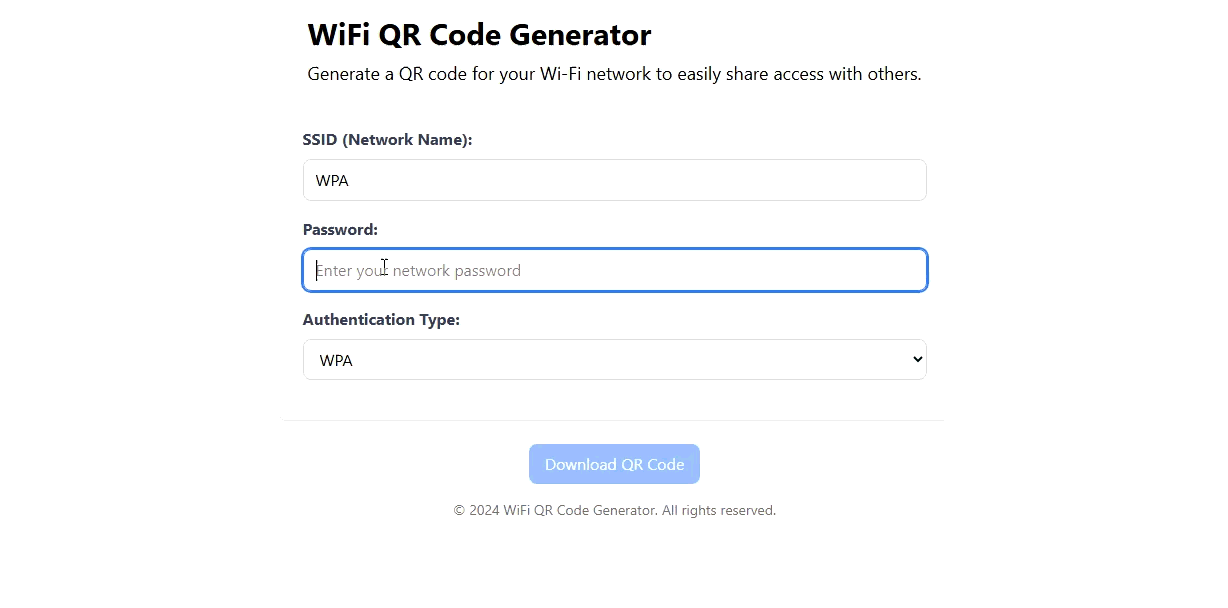 WiFi QR Code Generator
Generate a QR code for your Wi-Fi network to easily share access with others.
SSID (Network Name):
WPA
Password:
Enter your network password
Authentication Type:
WPA
Download QR Code
© 2024 WiFi QR Code Generator. All rights reserved.